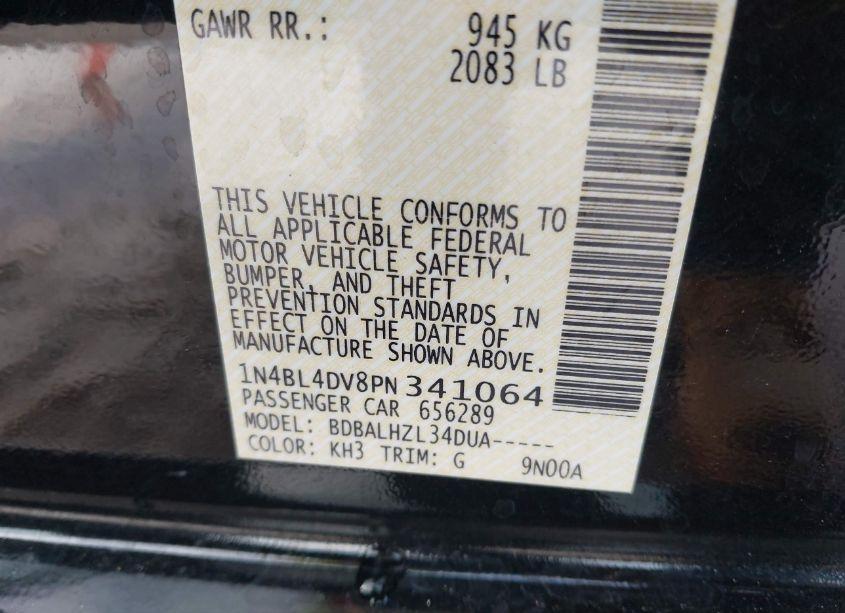 GAWR RR.: 945 KG
2083 LB
THIS VEHICLE CONFORMS TO
ALL APPLICABLE FEDERAL
MOTOR VEHICLE SAFETY,
BUMPER, AND THEFT
PREVENTION STANDARDS IN
EFFECT ON THE DATE OF
MANUFACTURE SHOWN ABOVE.
1N4BL4DV8PN341064
PASSENGER CAR 656289
MODEL: BDBALHZL34DUA-----
COLOR: KH3 TRIM: G 9N00A